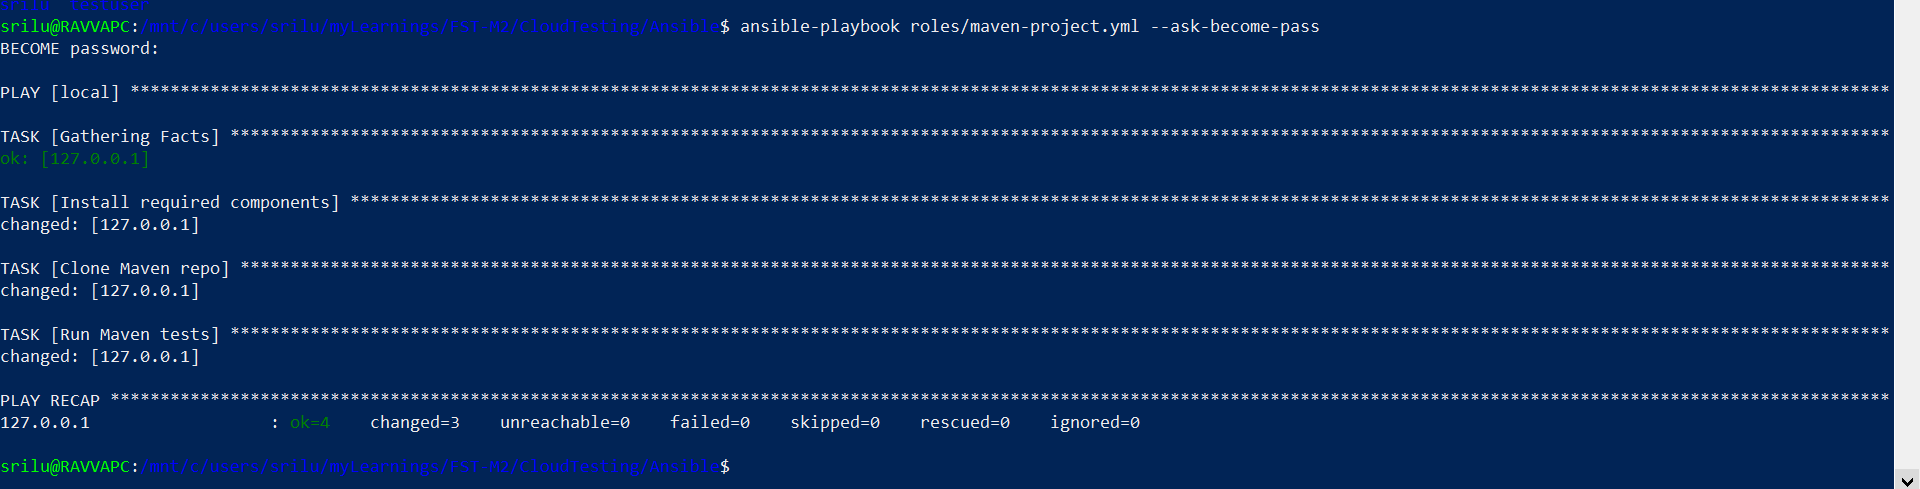 srilu testuser
srilu@RAVVAPC:/mnt/c/users/srilu/myLearnings/EST M2/CloudTesting/Ansible$ ansible-playbook roles/maven-project.yml --ask-become-pass
BECOME password:
PLAY [local] ****************************************************************************************************************************************************************************
TASK [Gathering Facts] ******************************************************************************************************************************************************************
ok: [127.0.0.1]
TASK [Install required components] ******************************************************************************************************************************************************
changed: [127.0.0.1]
TASK [Clone Maven repo] *****************************************************************************************************************************************************************
changed: [127.0.0.1]
TASK [Run Maven tests] ******************************************************************************************************************************************************************
changed: [127.0.0.1]
PLAY RECAP ******************************************************************************************************************************************************************************
127.0.0.1 : ok=4 changed=3 unreachable=0 failed=0 skipped=0 rescued=0 ignored=0
srilu@RAVVAPC:/mnt/c/users/srilu/myLearnings/EST M2/CloudTesting/Ansible$